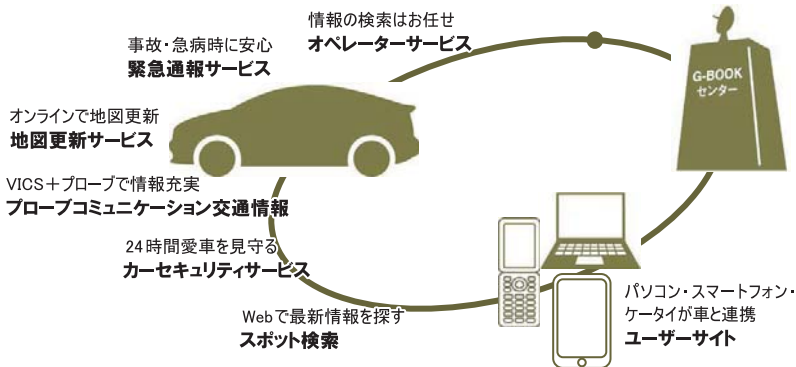 情報の検索はお任せ
オペレーターサービス
事故・急病時に安心
緊急通報サービス
G-BOOK
センター
オンラインで地図更新
地図更新サービス
VICS＋プローブで情報充実
プローブコミュニケーション交通情報
24時間愛車を見守る
カーセキュリティサービス
Webで最新情報を探す
スポット検索
パソコン・スマートフォン・
ケータイが車と連携
ユーザーサイト